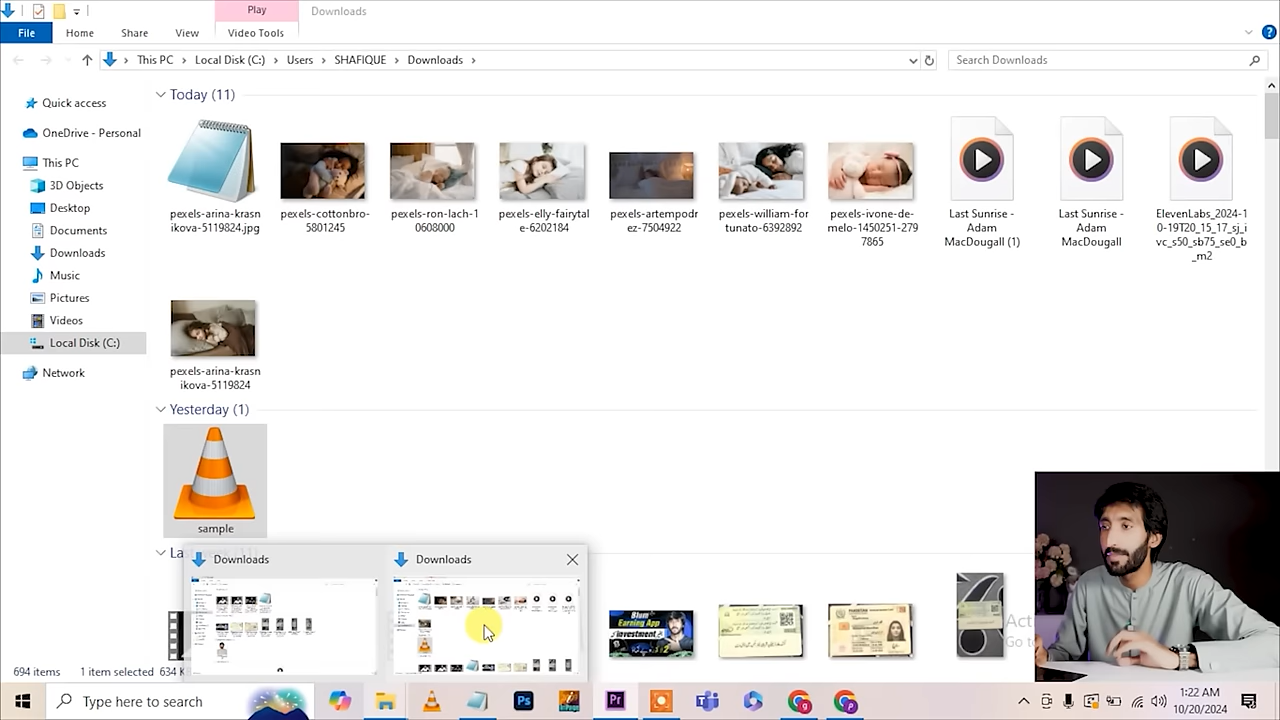 Play
Downloads
File
Home
Share
View
Video Tools
This PC
Local Disk (C:)
Users
SHAFIQUE
Downloads
Search Downloads
Quick access
OneDrive - Personal
This PC
3D Objects
Desktop
Documents
Downloads
Music
Pictures
Videos
Local Disk (C:)
Network
Today (11)
pexels-arina-krasn
ikova-5119824.jpg
pexels-cottonbro-
5801245
pexels-ron-lach-1
0608000
pexels-elly-fairytal
e-6202184
pexels-artempodr
ez-7504922
pexels-william-for
tunato-6392892
pexels-ivone-de-
melo-1450251-279
7865
Last Sunrise -
Adam
MacDougall (1)
Last Sunrise -
Adam
MacDougall
ElevenLabs_2024-1
0-19T20_15_17_sj_i
vc_s50_sb75_se0_b
_m2
pexels-arina-krasn
ikova-5119824
Yesterday (1)
sample
Downloads
Downloads
Earning App
investment
Go to
694 items
1 item selected
Type here to search
1:22 AM
10/20/2024